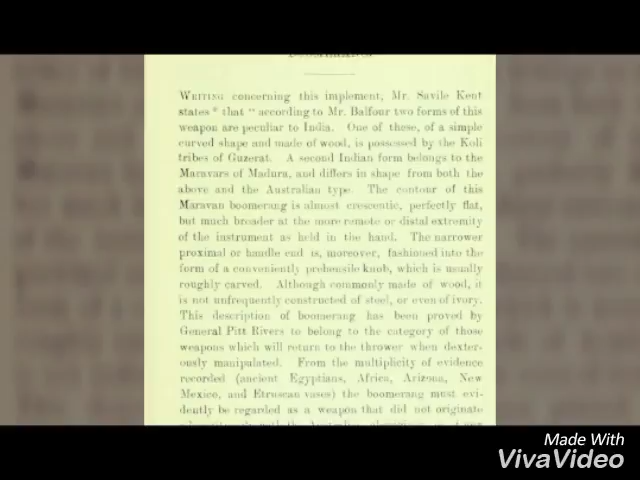 WRITING concerning this implement, Mr. Savile Kent
states * that " according to Mr. Balfour two forms of this
weapon are peculiar to India. One of these, of a simple
curved shape and made of wood, is possessed by the Koli
tribes of Guzerat. A second Indian form belongs to the
Maravars of Madura, and differs in shape from both the
above and the Australian type. The contour of this
Maravan boomerang is almost crescentic, perfectly flat,
but much broader at the more remote or distal extremity
of the instrument as held in the hand. The narrower
proximal or handle end is, moreover, fashioned into the
form of a conveniently prehensile knob, which is usually
roughly carved. Although commonly made of wood, it
is not unfrequently constructed of steel, or even of ivory.
This description of boomerang has been proved by
General Pitt Rivers to belong to the category of those
weapons which will return to the thrower when dexter-
ously manipulated. From the multiplicity of evidence
recorded (ancient Egyptians, Africa, Arizona, New
Mexico, and Etruscan vases) the boomerang must evi-
dently be regarded as a weapon that did not originate
Made With
VivaVideo